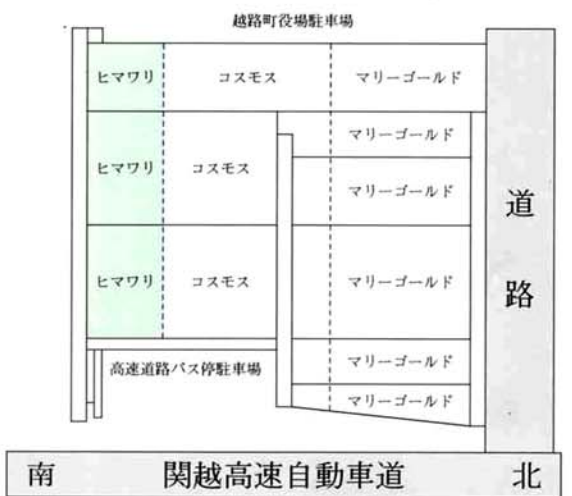 越路町役場駐車場
ヒマワリ コスモス マリーゴールド
マリーゴールド
ヒマワリ コスモス マリーゴールド
ヒマワリ コスモス マリーゴールド
マリーゴールド
高速道路バス停駐車場
マリーゴールド
道路
南 関越高速自動車道 北